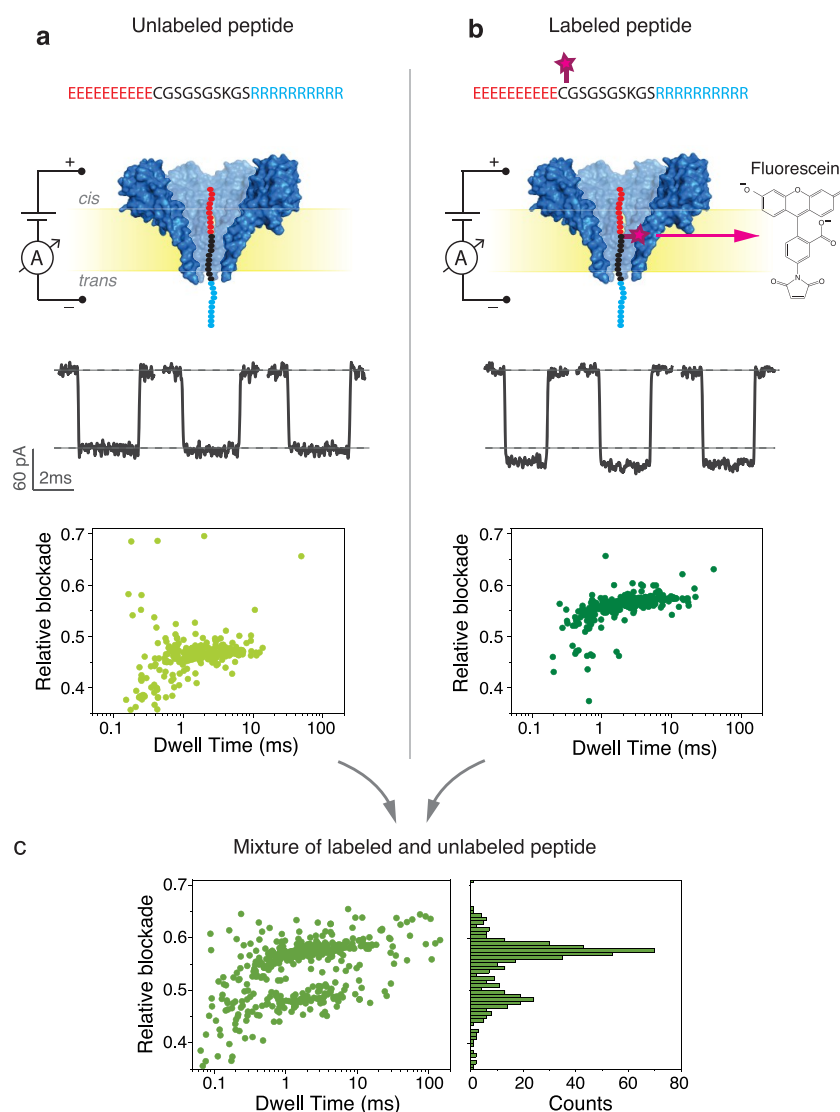 a
Unlabeled peptide
EEEEEEEEEECGSGSGSKGSRRRRRRRRRR
+
cis
A
trans
−
60 pA
2ms
0.7
0.6
0.5
0.4
Relative blockade
0.1
1
10
100
Dwell Time (ms)
b
Labeled peptide
EEEEEEEEEECGSGSGSKGSRRRRRRRRRR
+
cis
A
trans
−
Fluorescein
−O
O
O
O−
O
N
O
O
0.7
0.6
0.5
0.4
Relative blockade
0.1
1
10
100
Dwell Time (ms)
c
Mixture of labeled and unlabeled peptide
0.7
0.6
0.5
0.4
Relative blockade
0.1
1
10
100
Dwell Time (ms)
0
20
40
60
80
Counts